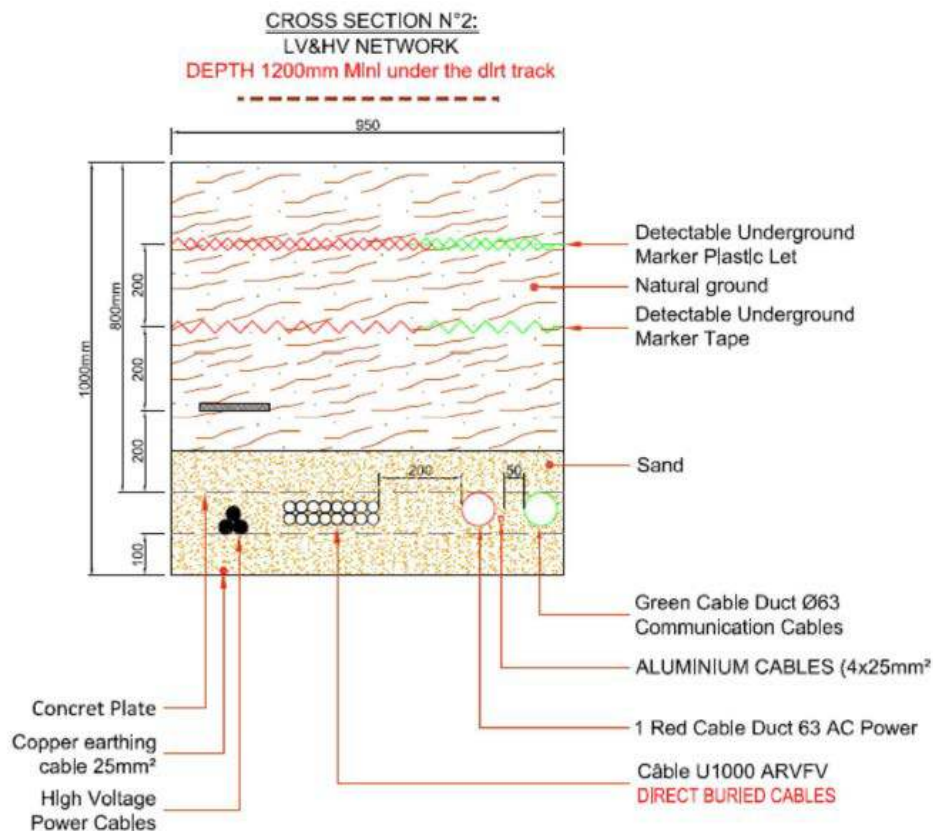 CROSS SECTION N°2:
LV&HV NETWORK
DEPTH 1200mm Mini under the dirt track
950
1000mm
800mm
200
200
200
100
200
50
Detectable Underground
Marker Plastic Let
Natural ground
Detectable Underground
Marker Tape
Sand
Green Cable Duct Ø63
Communication Cables
ALUMINIUM CABLES (4x25mm²
1 Red Cable Duct 63 AC Power
Câble U1000 ARVFV
DIRECT BURIED CABLES
Concret Plate
Copper earthing
cable 25mm²
High Voltage
Power Cables